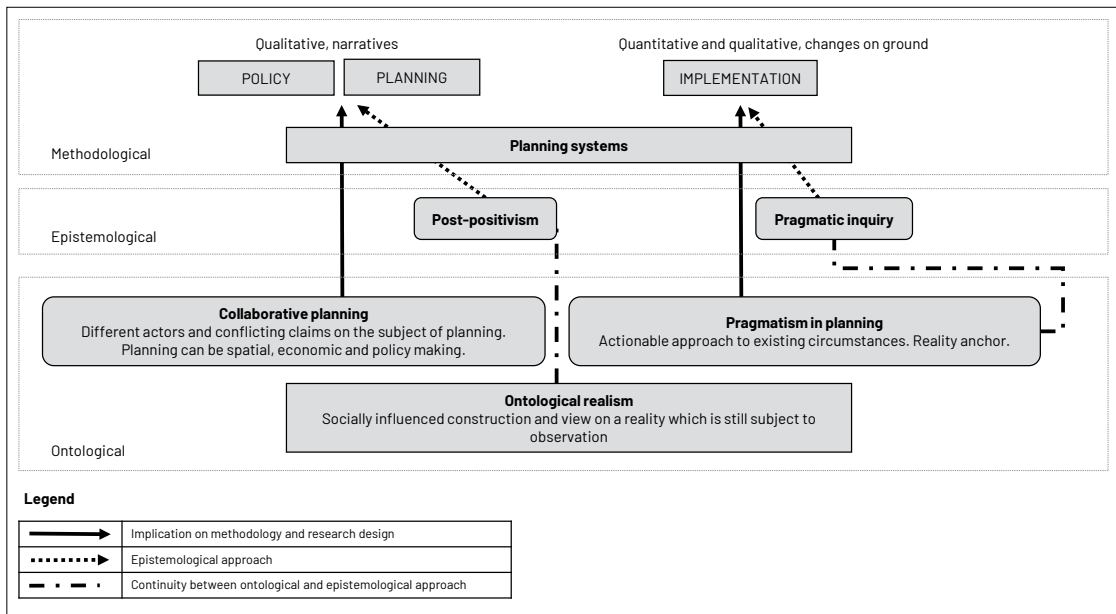 Qualitative, narratives
Quantitative and qualitative, changes on ground
POLICY
PLANNING
IMPLEMENTATION
Planning systems
Methodological
Post-positivism
Pragmatic inquiry
Epistemological
Collaborative planning
Different actors and conflicting claims on the subject of planning.
Planning can be spatial, economic and policy making.
Pragmatism in planning
Actionable approach to existing circumstances. Reality anchor.
Ontological realism
Socially influenced construction and view on a reality which is still subject to
observation
Ontological
Legend
Implication on methodology and research design
Epistemological approach
Continuity between ontological and epistemological approach